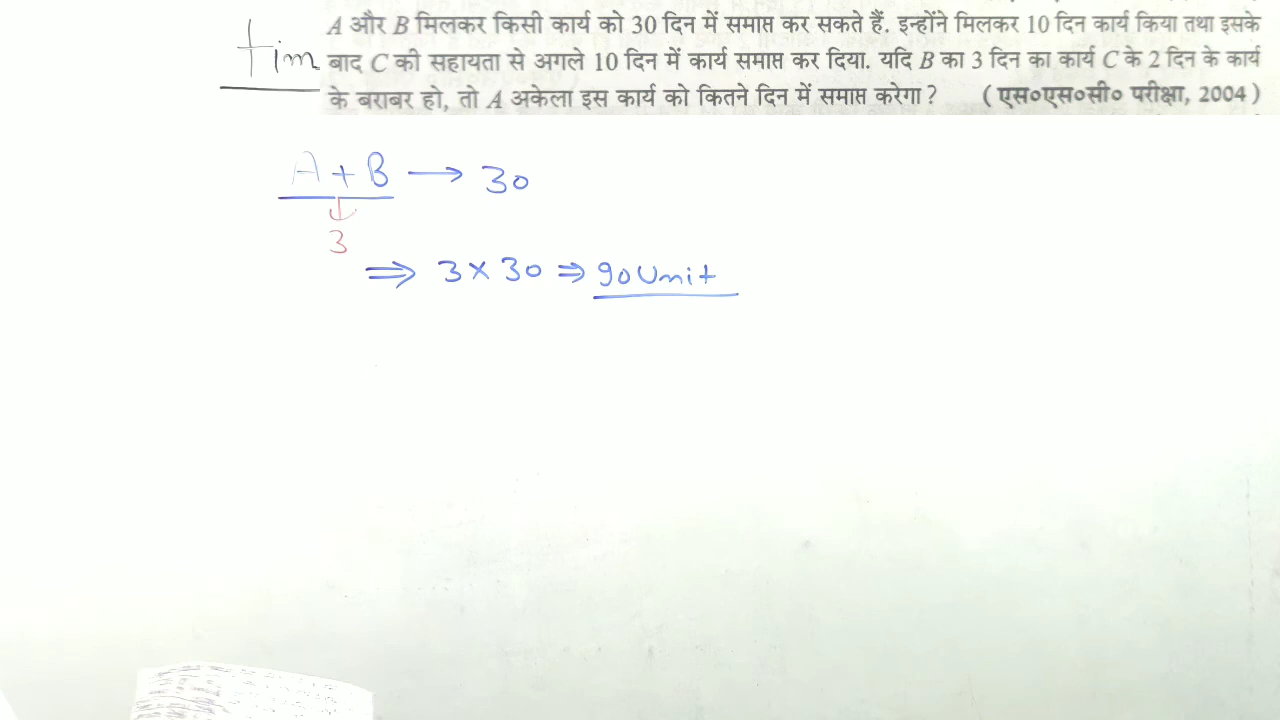 A और B मिलकर किसी कार्य को 30 दिन में समाप्त कर सकते हैं. इन्होंने मिलकर 10 दिन कार्य किया तथा इसके
tim बाद C की सहायता से अगले 10 दिन में कार्य समाप्त कर दिया. यदि B का 3 दिन का कार्य C के 2 दिन के कार्य
के बराबर हो, तो A अकेला इस कार्य को कितने दिन में समाप्त करेगा? (एस०एस०सी० परीक्षा, 2004)
A + B → 30
↓
3
⇒ 3 × 30 ⇒ 90 Unit